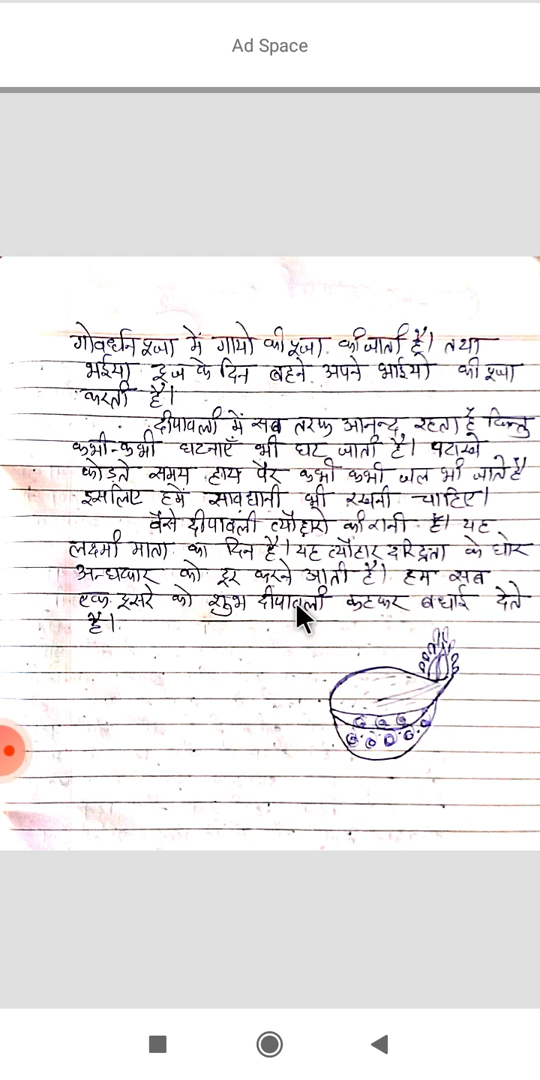 Ad Space
गोवर्धन पूजा में गायो की पूजा की जाती है। तथा
भईया दूज के दिन बहने अपने भाईयो की पूजा
करती है।
दीपावली में सब तरफ आनन्द रहता है किन्तु
कभी-कभी घटनाएँ भी घट जाती है। पटाखे
फोड़ते समय हाथ पैर कभी कभी जल भी जाते है
इसलिए हमें सावधानी भी रखनी चाहिए।
वैसे दीपावली त्यौहारो की रानी है। यह
लक्ष्मी माता का दिन है। यह त्यौहार दरिद्रता के घोर
अन्धकार को दूर करने आती है। हम सब
एक दूसरे को शुभ दीपावली कहकर बधाई देते
है।